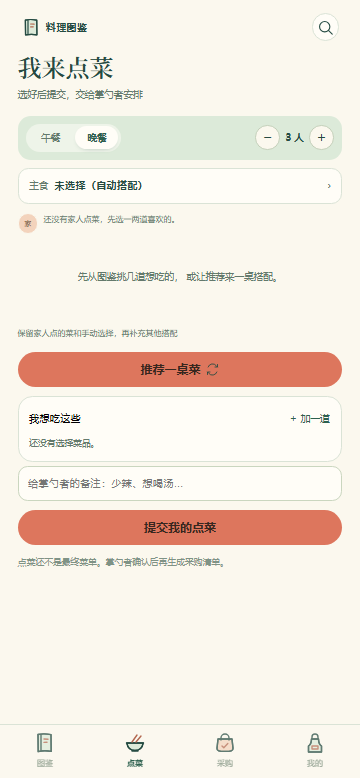 料理图鉴
我来点菜
选好后提交，交给掌勺者安排
午餐 晚餐 − 3 人 +
主食 未选择（自动搭配） ›
家 还没有家人点菜，先选一两道喜欢的。
先从图鉴挑几道想吃的， 或让推荐来一桌搭配。
保留家人点的菜和手动选择，再补充其他搭配
推荐一桌菜
我想吃这些 + 加一道
还没有选择菜品。
给掌勺者的备注：少辣、想喝汤…
提交我的点菜
点菜还不是最终菜单。掌勺者确认后再生成采购清单。
图鉴 点菜 采购 我的